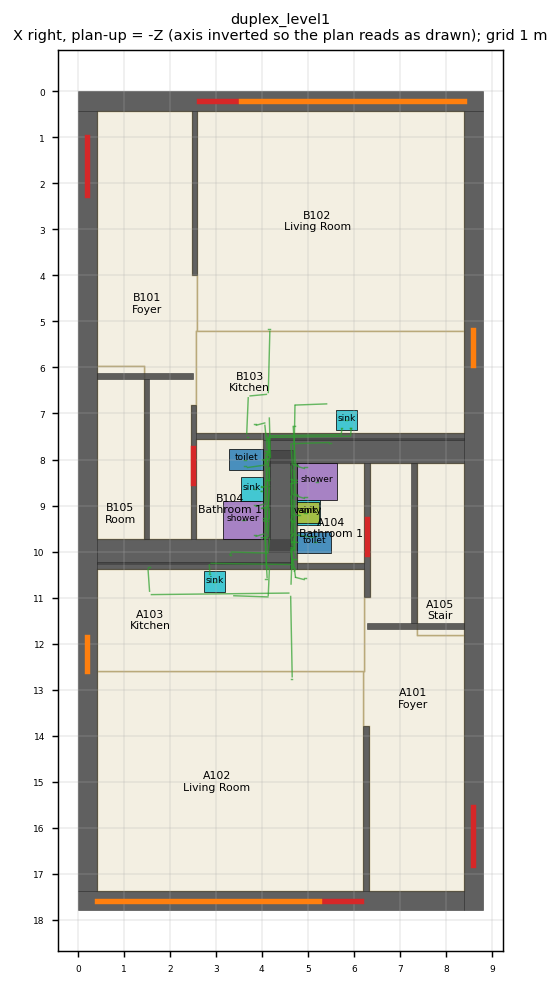 duplex_level1
X right, plan-up = -Z (axis inverted so the plan reads as drawn); grid 1 m
0
1
2
3
4
5
6
7
8
9
10
11
12
13
14
15
16
17
18
B102
Living Room
B101
Foyer
B103
Kitchen
sink
toilet
sink
shower
B104
Bathroom 1
shower
sink
A104
Bathroom 1
toilet
B105
Room
sink
A103
Kitchen
A105
Stair
A101
Foyer
A102
Living Room
0 1 2 3 4 5 6 7 8 9